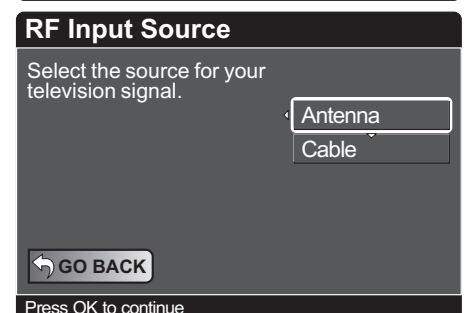 RF Input Source
Select the source for your
television signal.
Antenna
Cable
GO BACK
Press OK to continue